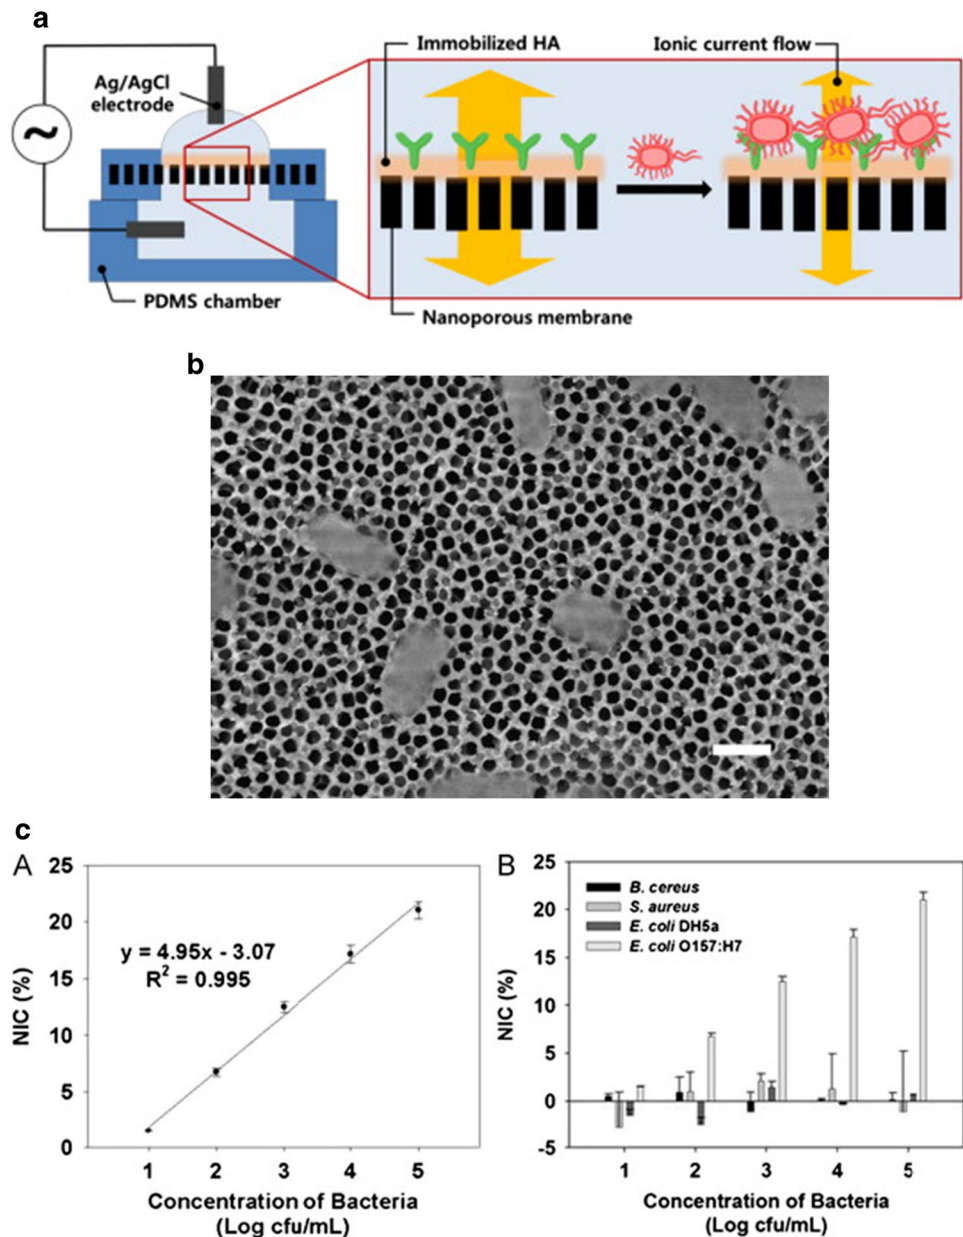 a
Immobilized HA
Ionic current flow
Ag/AgCl
electrode
~
PDMS chamber
Nanoporous membrane
b
c
A
25
20
15
10
5
0
NIC (%)
y = 4.95x - 3.07
R² = 0.995
1 2 3 4 5
Concentration of Bacteria
(Log cfu/mL)
B
25
20
15
10
5
0
-5
NIC (%)
B. cereus
S. aureus
E. coli DH5a
E. coli O157:H7
1 2 3 4 5
Concentration of Bacteria
(Log cfu/mL)